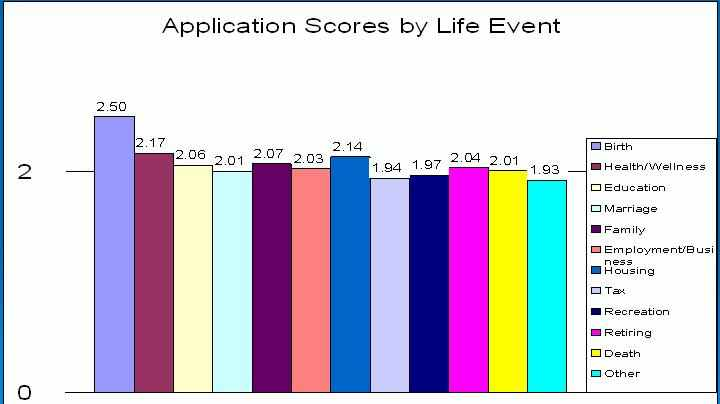 Application Scores by Life Event
2.50
2.17
2.06
2.01
2.07
2.03
2.14
1.94
1.97
2.04
2.01
1.93
2
0
Birth
Health/Wellness
Education
Marriage
Family
Employment/Busi
ness
Housing
Tax
Recreation
Retiring
Death
Other